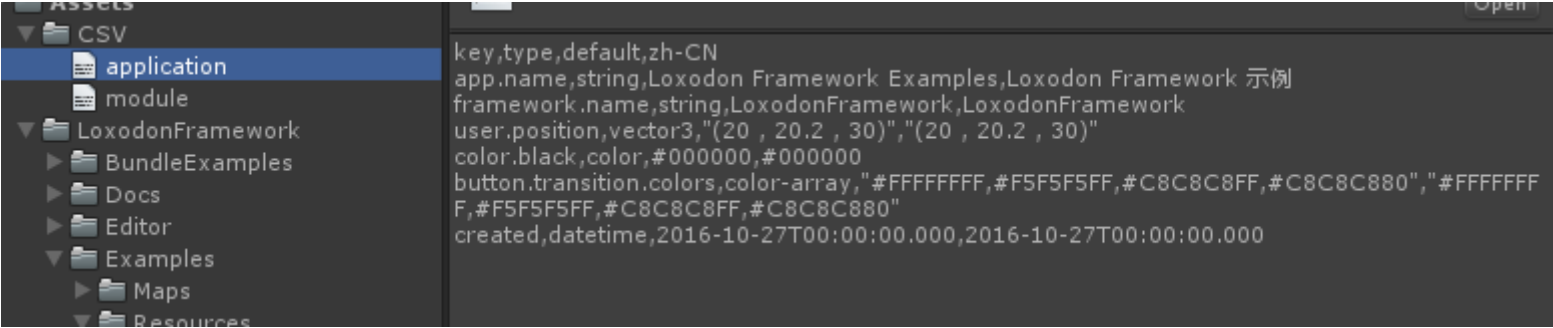 Assets
CSV
application
module
LoxodonFramework
BundleExamples
Docs
Editor
Examples
Maps
Resources
Open
key,type,default,zh-CN
app.name,string,Loxodon Framework Examples,Loxodon Framework 示例
framework.name,string,LoxodonFramework,LoxodonFramework
user.position,vector3,"(20 , 20.2 , 30)","(20 , 20.2 , 30)"
color.black,color,#000000,#000000
button.transition.colors,color-array,"#FFFFFFFF,#F5F5F5FF,#C8C8C8FF,#C8C8C880","#FFFFFFF
F,#F5F5F5FF,#C8C8C8FF,#C8C8C880"
created,datetime,2016-10-27T00:00:00.000,2016-10-27T00:00:00.000